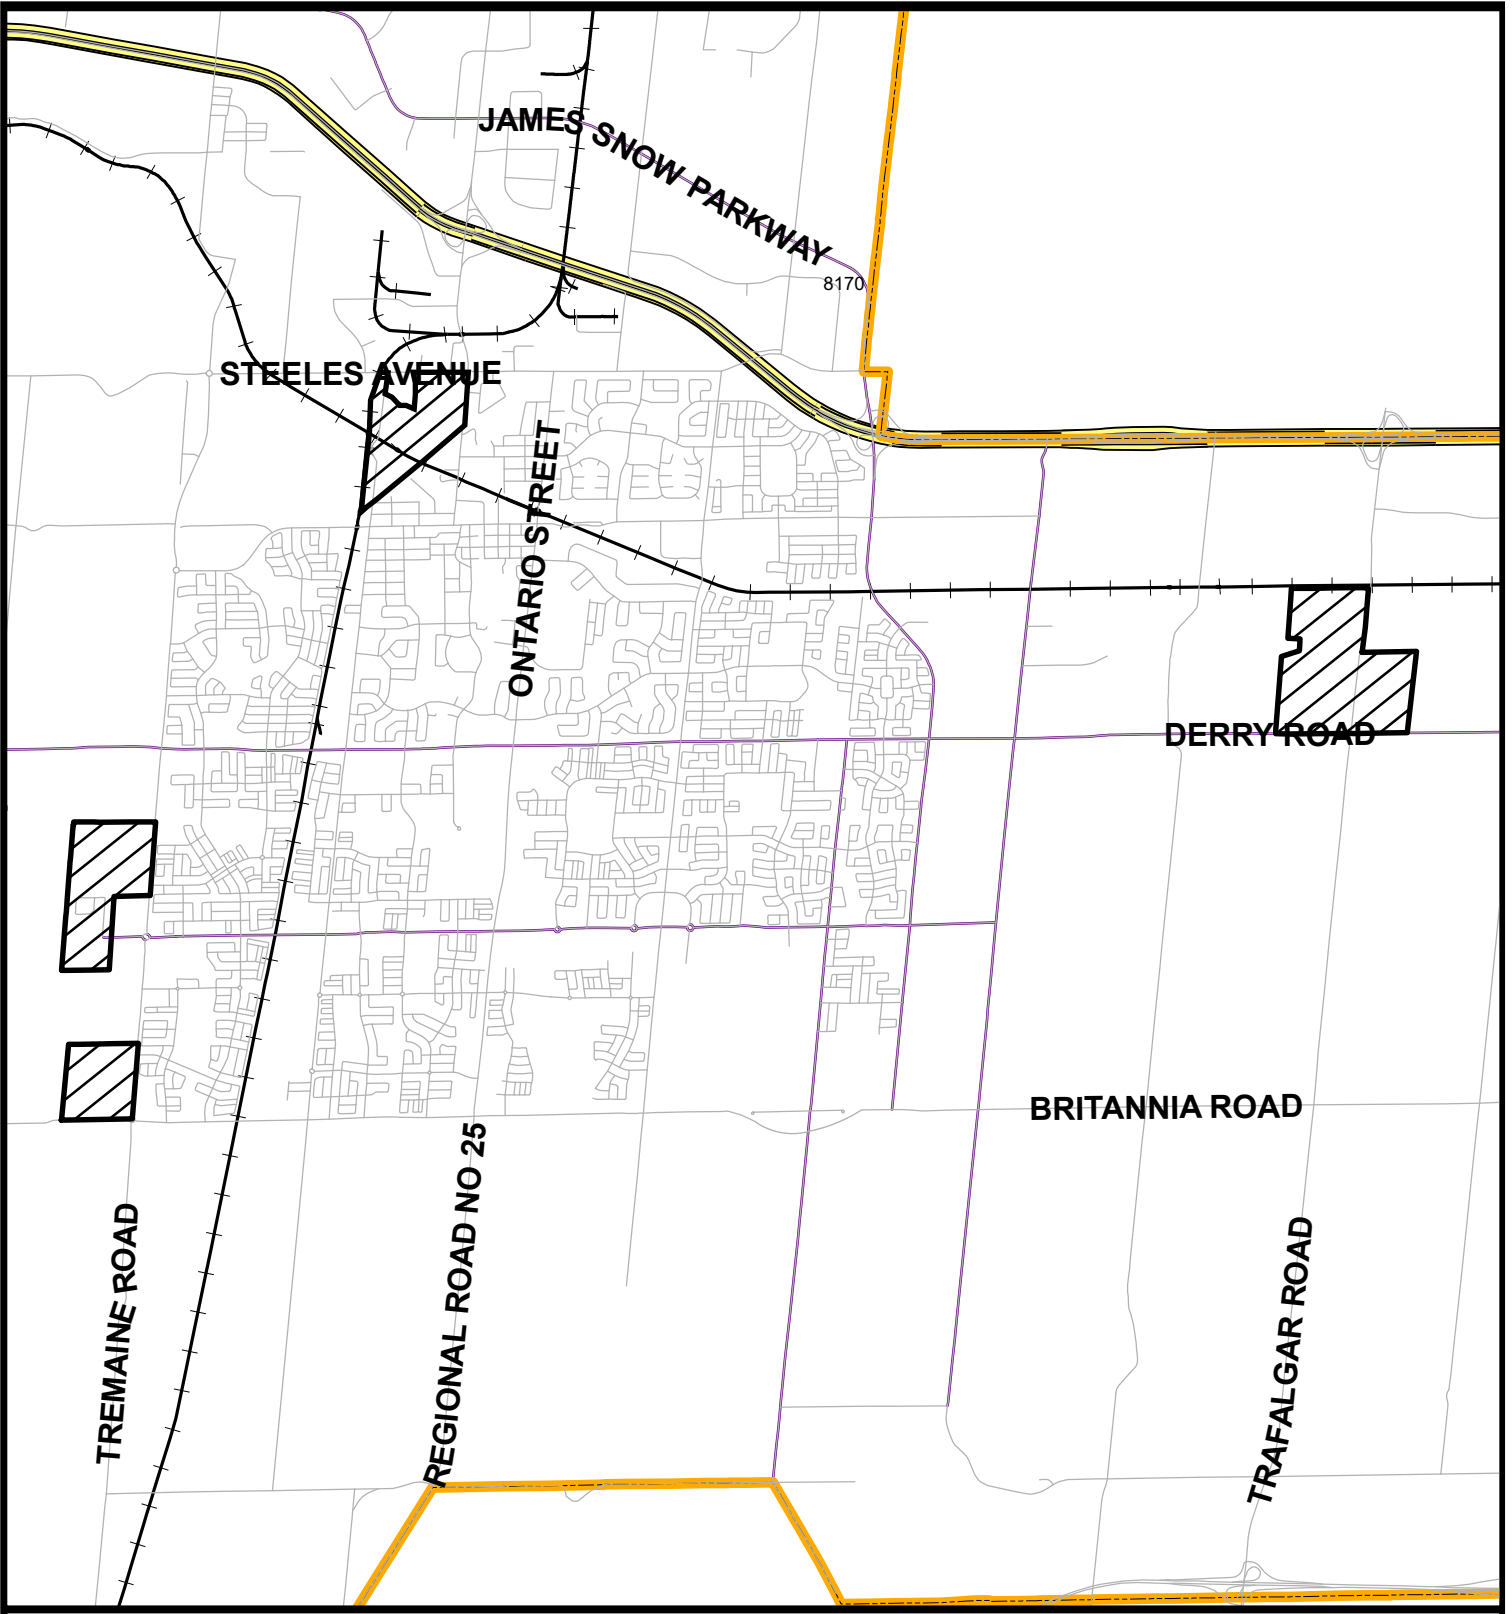 JAMES SNOW PARKWAY
8170
STEELES AVENUE
ONTARIO STREET
DERRY ROAD
BRITANNIA ROAD
REGIONAL ROAD NO 25
TREMAINE ROAD
TRAFALGAR ROAD